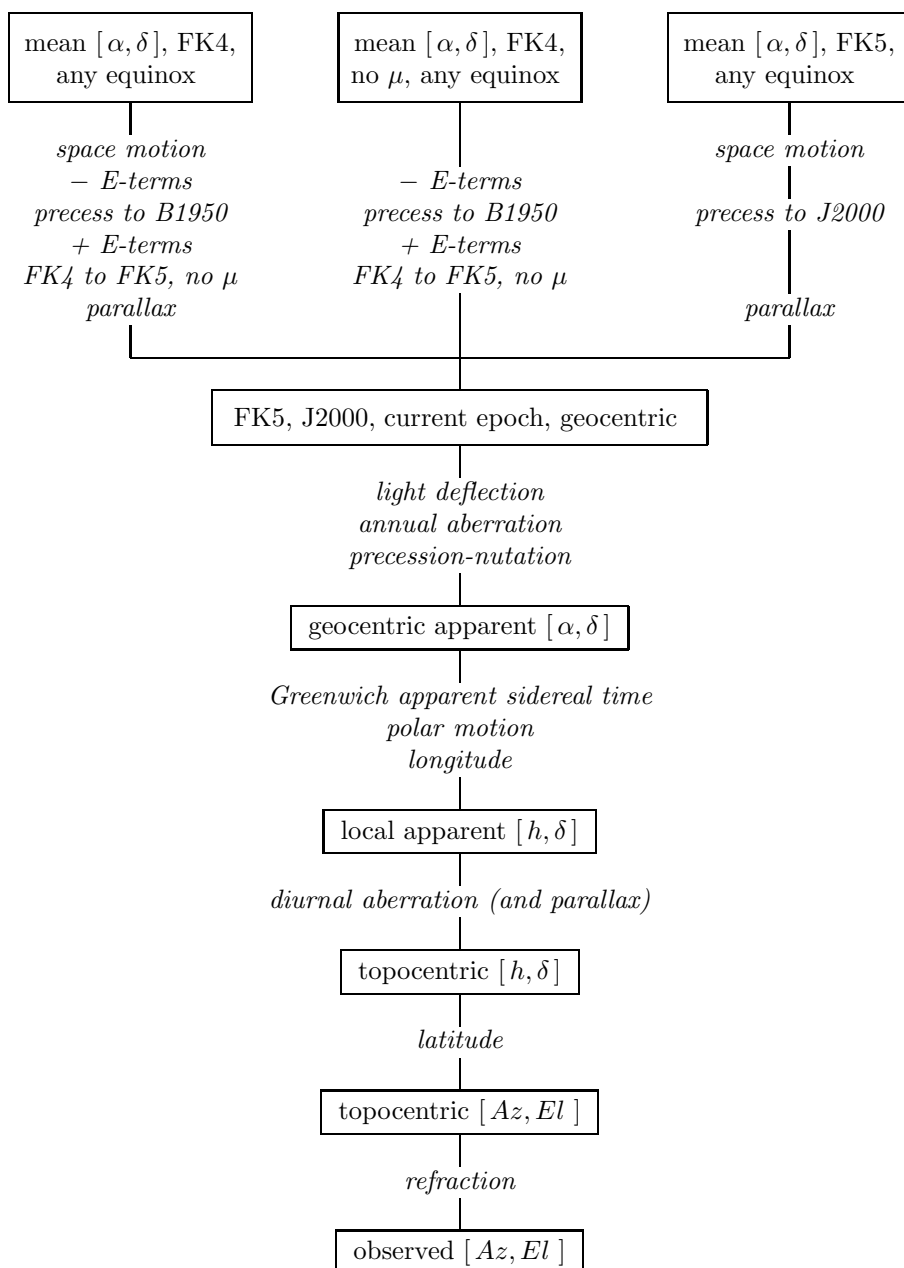 mean [ α, δ ], FK4,
any equinox
mean [ α, δ ], FK4,
no μ, any equinox
mean [ α, δ ], FK5,
any equinox
space motion
− E-terms
precess to B1950
+ E-terms
FK4 to FK5, no μ
parallax
− E-terms
precess to B1950
+ E-terms
FK4 to FK5, no μ
space motion
precess to J2000
parallax
FK5, J2000, current epoch, geocentric
light deflection
annual aberration
precession-nutation
geocentric apparent [ α, δ ]
Greenwich apparent sidereal time
polar motion
longitude
local apparent [ h, δ ]
diurnal aberration (and parallax)
topocentric [ h, δ ]
latitude
topocentric [ Az, El ]
refraction
observed [ Az, El ]